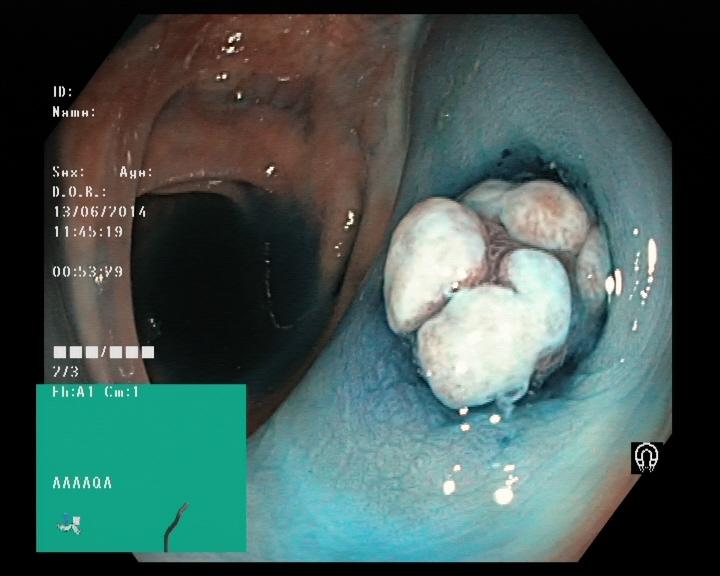 ID:
Name:
Sex: Age:
D.O.B.:
13/06/2014
11:45:19
00:53:29
■■■/■■■
2/3
Eh:A1 Cm:1
AAAAQA